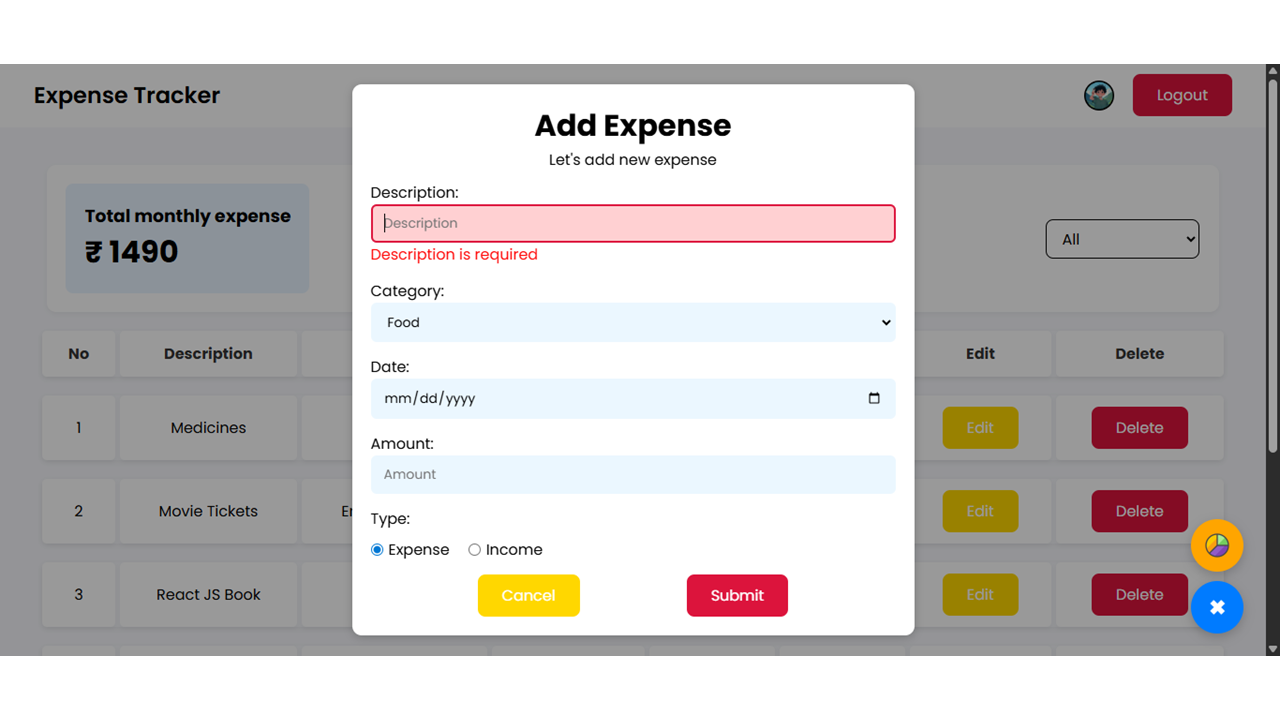 Expense Tracker
Logout
Add Expense
Let's add new expense
Total monthly expense
₹ 1490
All
Description:
Description
Description is required
Category:
Food
Date:
mm/dd/yyyy
Amount:
Amount
Type:
Expense Income
Cancel Submit
No Description Edit Delete
1 Medicines Edit Delete
2 Movie Tickets Edit Delete
3 React JS Book Edit Delete